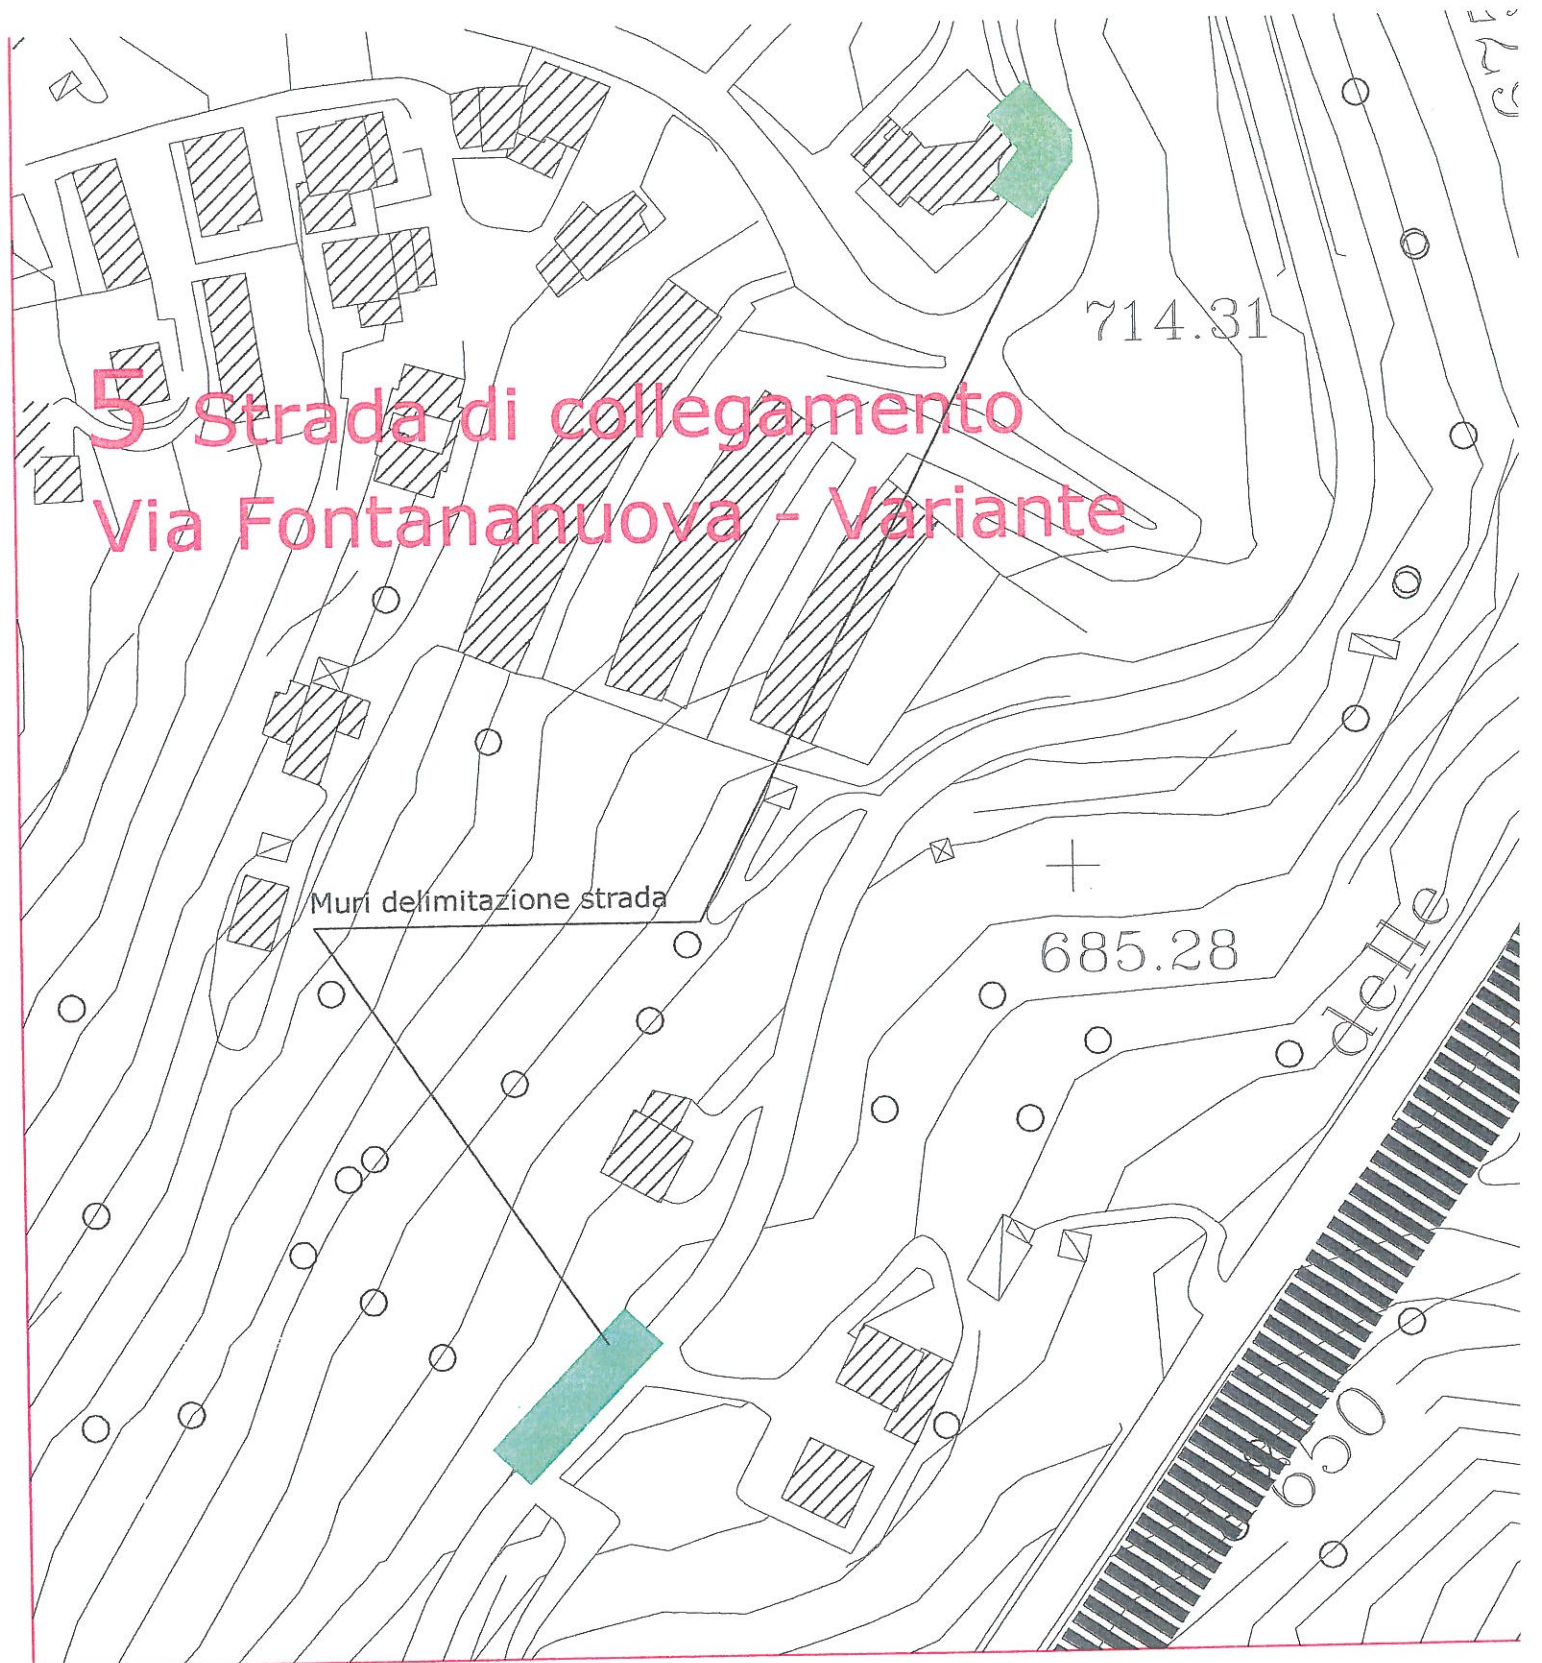 714.31
5 Strada di collegamento
Via Fontananuova - Variante
Muri delimitazione strada
685.28
delle
650